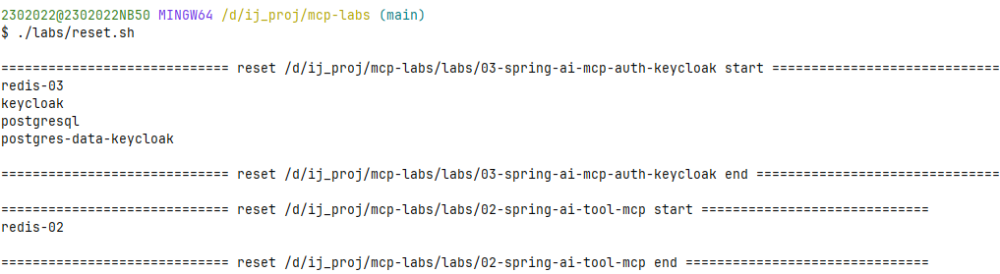 2302022@2302022NB50 MINGW64 /d/ij_proj/mcp-labs (main)
$ ./labs/reset.sh
============================= reset /d/ij_proj/mcp-labs/labs/03-spring-ai-mcp-auth-keycloak start =============================
redis-03
keycloak
postgresql
postgres-data-keycloak
============================= reset /d/ij_proj/mcp-labs/labs/03-spring-ai-mcp-auth-keycloak end ===============================
============================= reset /d/ij_proj/mcp-labs/labs/02-spring-ai-tool-mcp start =============================
redis-02
============================= reset /d/ij_proj/mcp-labs/labs/02-spring-ai-tool-mcp end ===============================